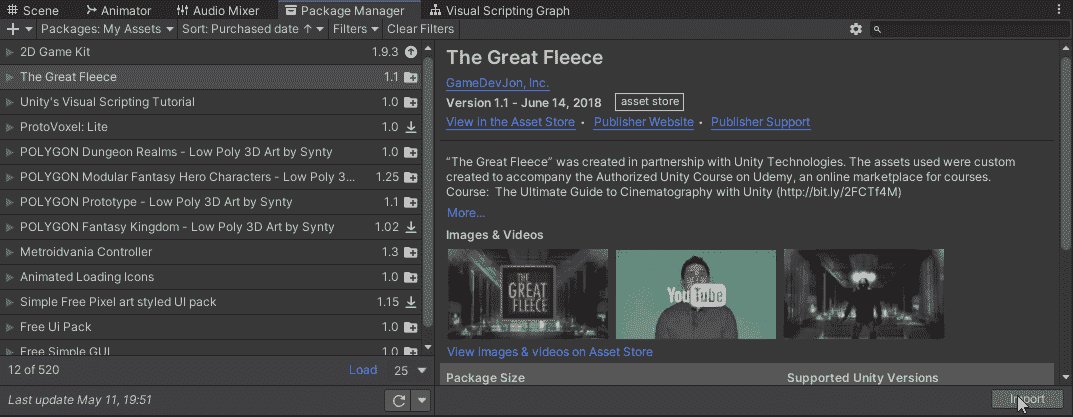 Scene Animator Audio Mixer Package Manager Visual Scripting Graph
Packages: My Assets Sort: Purchased date ↑ Filters Clear Filters
2D Game Kit 1.9.3
The Great Fleece 1.1
Unity's Visual Scripting Tutorial 1.0
ProtoVoxel: Lite 1.0
POLYGON Dungeon Realms - Low Poly 3D Art by Synty 1.0
POLYGON Modular Fantasy Hero Characters - Low Poly 3... 1.25
POLYGON Prototype - Low Poly 3D Art by Synty 1.1
POLYGON Fantasy Kingdom - Low Poly 3D Art by Synty 1.02
Metroidvania Controller 1.3
Animated Loading Icons 1.0
Simple Free Pixel art styled UI pack 1.15
Free Ui Pack 1.0
Free Simple GUI 1.0
12 of 520 Load 25
Last update May 11, 19:51
The Great Fleece
GameDevJon, Inc.
Version 1.1 - June 14, 2018 asset store
View in the Asset Store • Publisher Website • Publisher Support
“The Great Fleece” was created in partnership with Unity Technologies. The assets used were custom
created to accompany the Authorized Unity Course on Udemy, an online marketplace for courses.
Course: The Ultimate Guide to Cinematography with Unity (http://bit.ly/2FCTf4M)
More...
Images & Videos
THE
GREAT
FLEECE
YouTube
View images & videos on Asset Store
Package Size Supported Unity Versions
Import